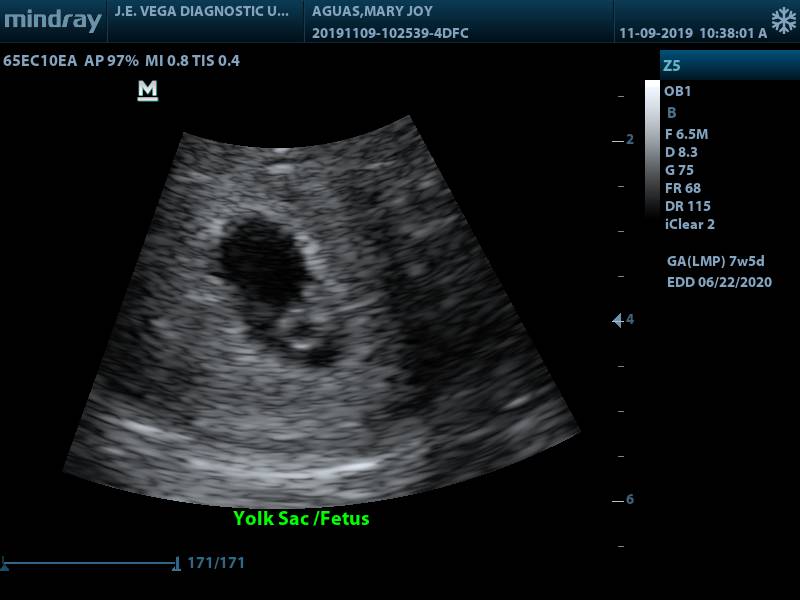 mindray
J.E. VEGA DIAGNOSTIC U...
AGUAS,MARY JOY
20191109-102539-4DFC
11-09-2019 10:38:01 A
65EC10EA AP 97% MI 0.8 TIS 0.4
M
Z5
OB1
B
F 6.5M
D 8.3
G 75
FR 68
DR 115
iClear 2
GA(LMP) 7w5d
EDD 06/22/2020
2
4
6
Yolk Sac /Fetus
171/171